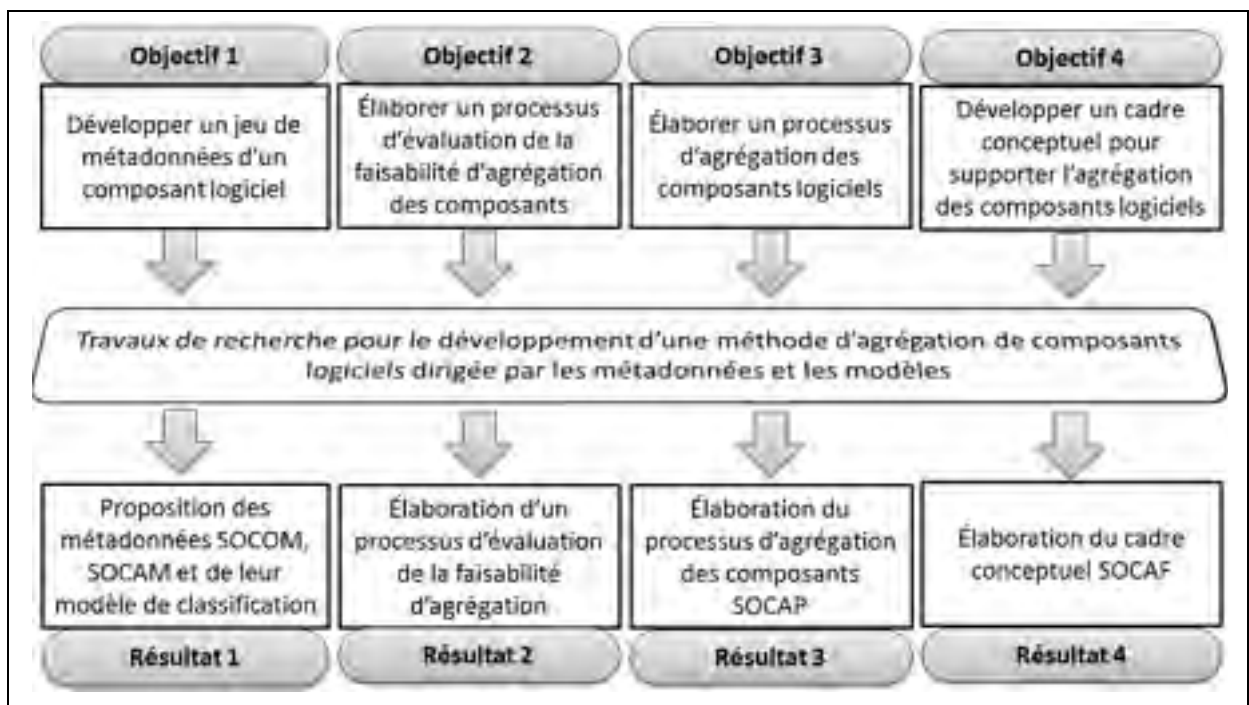 Objectif 1
Développer un jeu de
métadonnées d'un
composant logiciel
Objectif 2
Élaborer un processus
d'évaluation de la
faisabilité d'agrégation
des composants
Objectif 3
Élaborer un processus
d'agrégation des
composants logiciels
Objectif 4
Développer un cadre
conceptuel pour
supporter l'agrégation
des composants logiciels
Travaux de recherche pour le développement d'une méthode d'agrégation de composants
logiciels dirigée par les métadonnées et les modèles
Proposition des
métadonnées SOCOM,
SOCAM et de leur
modèle de classification
Résultat 1
Élaboration d'un
processus d'évaluation
de la faisabilité
d'agrégation
Résultat 2
Élaboration du
processus d'agrégation
des composants
SOCAP
Résultat 3
Élaboration du cadre
conceptuel SOCAF
Résultat 4